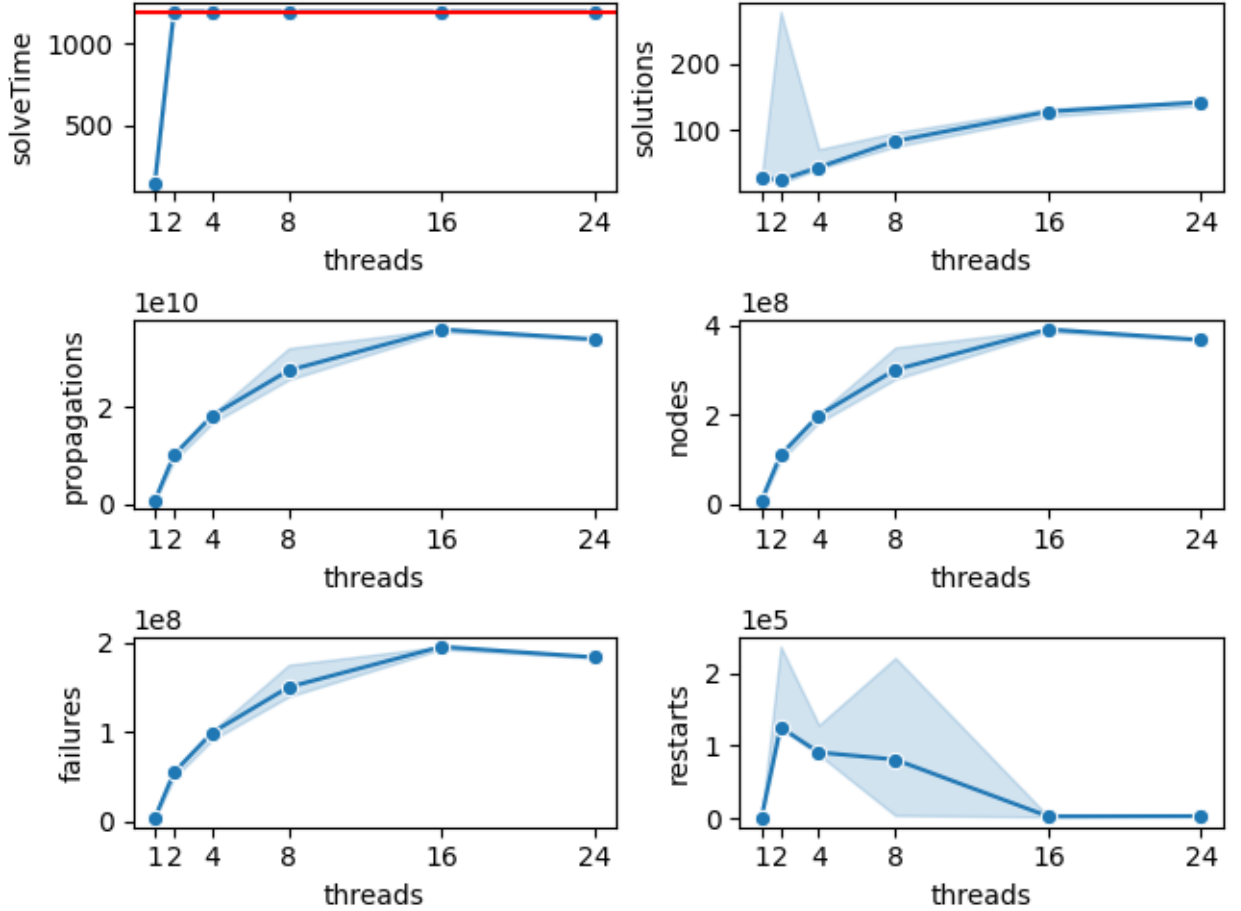 solveTime
1000
500
1 2 4 8 16 24
threads
solutions
200
100
1 2 4 8 16 24
threads
1e10
propagations
2
0
1 2 4 8 16 24
threads
1e8
nodes
4
2
0
1 2 4 8 16 24
threads
1e8
failures
2
1
0
1 2 4 8 16 24
threads
1e5
restarts
2
1
0
1 2 4 8 16 24
threads